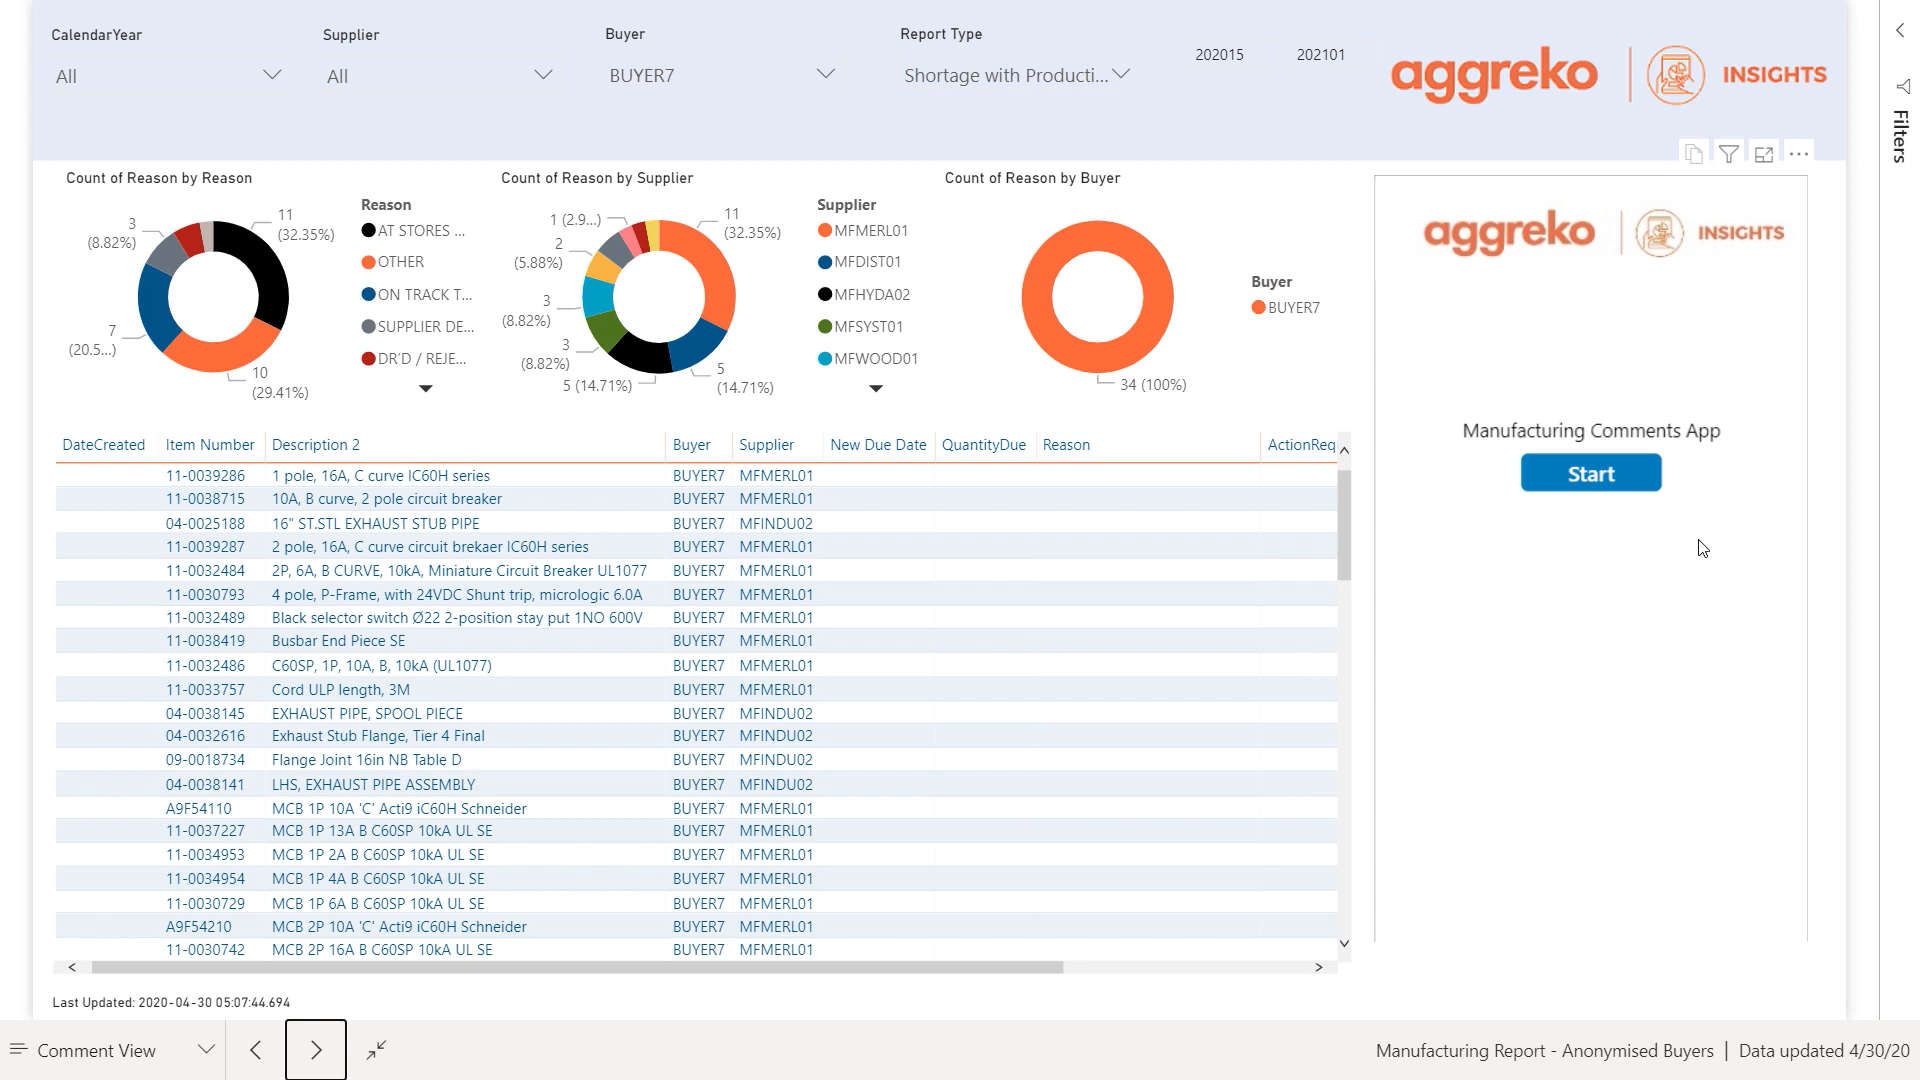 CalendarYear Supplier Buyer Report Type
All All BUYER7 Shortage with Producti... 202015 202101
aggreko INSIGHTS
Filters
Count of Reason by Reason
11
(32.35%)
10
(29.41%)
7
(20.5...)
3
(8.82%)
Reason
AT STORES ...
OTHER
ON TRACK T...
SUPPLIER DE...
DR'D / REJE...
Count of Reason by Supplier
1 (2.9...)
11
(32.35%)
2
(5.88%)
3
(8.82%)
3
(8.82%)
5 (14.71%)
5
(14.71%)
Supplier
MFMERL01
MFDIST01
MFHYDA02
MFSYST01
MFWOOD01
Count of Reason by Buyer
34 (100%)
Buyer
BUYER7
aggreko INSIGHTS
Manufacturing Comments App
Start
DateCreated Item Number Description 2 Buyer Supplier New Due Date QuantityDue Reason ActionReq
11-0039286 1 pole, 16A, C curve IC60H series BUYER7 MFMERL01
11-0038715 10A, B curve, 2 pole circuit breaker BUYER7 MFMERL01
04-0025188 16" ST.STL EXHAUST STUB PIPE BUYER7 MFINDU02
11-0039287 2 pole, 16A, C curve circuit brekaer IC60H series BUYER7 MFMERL01
11-0032484 2P, 6A, B CURVE, 10kA, Miniature Circuit Breaker UL1077 BUYER7 MFMERL01
11-0030793 4 pole, P-Frame, with 24VDC Shunt trip, micrologic 6.0A BUYER7 MFMERL01
11-0032489 Black selector switch Ø22 2-position stay put 1NO 600V BUYER7 MFMERL01
11-0038419 Busbar End Piece SE BUYER7 MFMERL01
11-0032486 C60SP, 1P, 10A, B, 10kA (UL1077) BUYER7 MFMERL01
11-0033757 Cord ULP length, 3M BUYER7 MFMERL01
04-0038145 EXHAUST PIPE, SPOOL PIECE BUYER7 MFINDU02
04-0032616 Exhaust Stub Flange, Tier 4 Final BUYER7 MFINDU02
09-0018734 Flange Joint 16in NB Table D BUYER7 MFINDU02
04-0038141 LHS, EXHAUST PIPE ASSEMBLY BUYER7 MFINDU02
A9F54110 MCB 1P 10A 'C' Acti9 iC60H Schneider BUYER7 MFMERL01
11-0037227 MCB 1P 13A B C60SP 10kA UL SE BUYER7 MFMERL01
11-0034953 MCB 1P 2A B C60SP 10kA UL SE BUYER7 MFMERL01
11-0034954 MCB 1P 4A B C60SP 10kA UL SE BUYER7 MFMERL01
11-0030729 MCB 1P 6A B C60SP 10kA UL SE BUYER7 MFMERL01
A9F54210 MCB 2P 10A 'C' Acti9 iC60H Schneider BUYER7 MFMERL01
11-0030742 MCB 2P 16A B C60SP 10kA UL SE BUYER7 MFMERL01
Last Updated: 2020-04-30 05:07:44.694
Comment View Manufacturing Report - Anonymised Buyers | Data updated 4/30/20